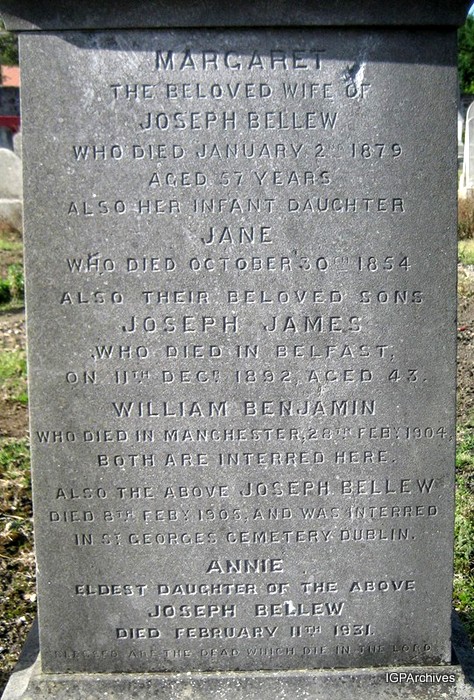 MARGARET
THE BELOVED WIFE OF
JOSEPH BELLEW
WHO DIED JANUARY 2ND 1879
AGED 57 YEARS
ALSO HER INFANT DAUGHTER
JANE
WHO DIED OCTOBER 30TH 1854
ALSO THEIR BELOVED SONS
JOSEPH JAMES
WHO DIED IN BELFAST,
ON 11TH DECR 1892, AGED 43.
WILLIAM BENJAMIN
WHO DIED IN MANCHESTER, 28TH FEBY 1904,
BOTH ARE INTERRED HERE.
ALSO THE ABOVE JOSEPH BELLEW
DIED 8TH FEBY 1905, AND WAS INTERRED
IN ST GEORGES CEMETERY DUBLIN.
ANNIE
ELDEST DAUGHTER OF THE ABOVE
JOSEPH BELLEW
DIED FEBRUARY 11TH 1931.
BLESSED ARE THE DEAD WHICH DIE IN THE LORD
IGPArchives